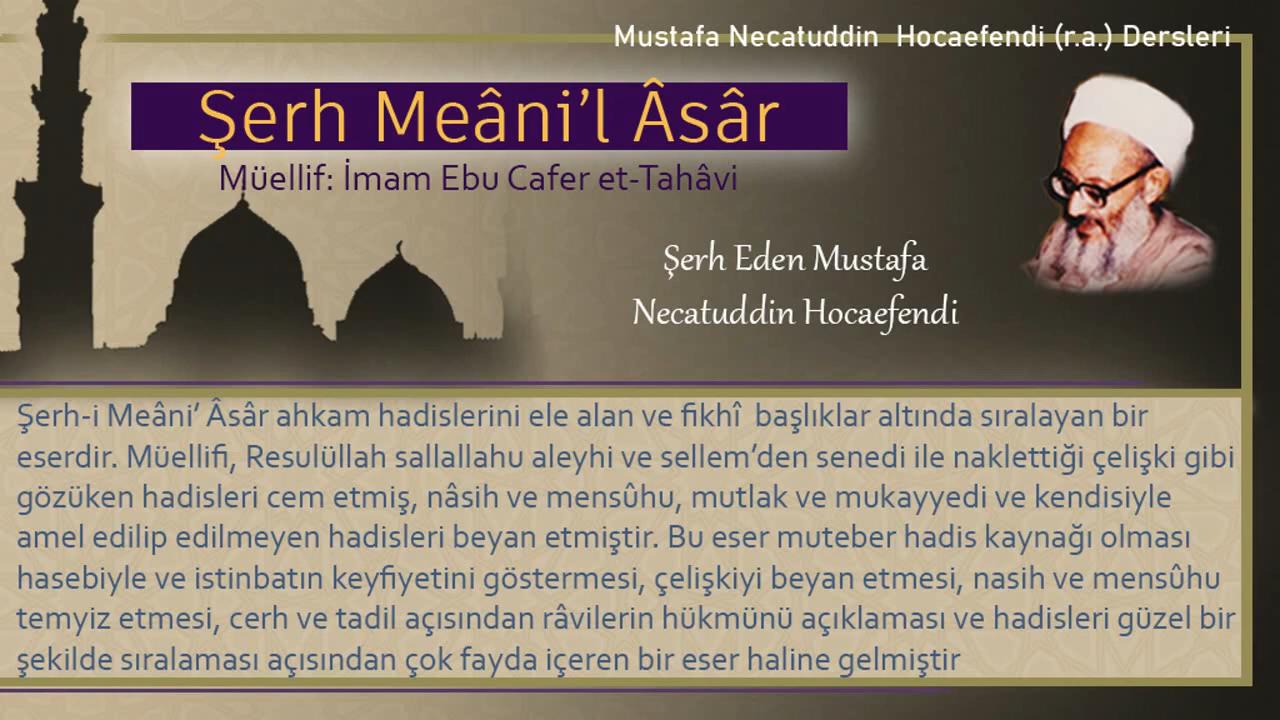 Mustafa Necatuddin Hocaefendi (r.a.) Dersleri
Şerh Meâni’l Âsâr
Müellif: İmam Ebu Cafer et-Tahâvi
Şerh Eden Mustafa
Necatuddin Hocaefendi
Şerh-i Meâni’ Âsâr ahkam hadislerini ele alan ve fikhî başlıklar altında sıralayan bir
eserdir. Müellifi, Resulüllah sallallahu aleyhi ve sellem’den senedi ile naklettiği çelişki gibi
gözüken hadisleri cem etmiş, nâsih ve mensûhu, mutlak ve mukayyedi ve kendisiyle
amel edilip edilmeyen hadisleri beyan etmiştir. Bu eser muteber hadis kaynağı olması
hasebiyle ve istinbatın keyfiyetini göstermesi, çelişkiyi beyan etmesi, nasih ve mensûhu
temyiz etmesi, cerh ve tadil açısından râvilerin hükmünü açıklaması ve hadisleri güzel bir
şekilde sıralaması açısından çok fayda içeren bir eser haline gelmiştir